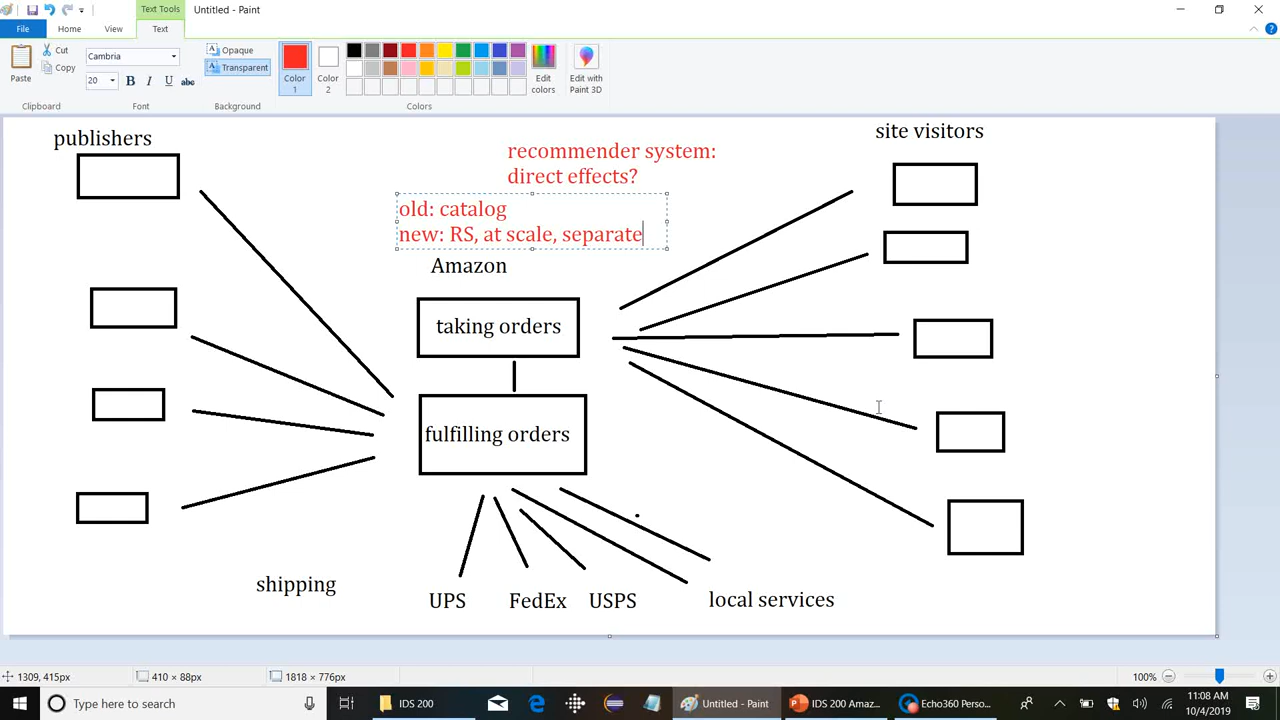 Text Tools
Untitled - Paint
File
Home
View
Text
Paste
Cut
Copy
Clipboard
Cambria
20
B I U abc
Font
Opaque
Transparent
Background
Color 1
Color 2
Edit colors
Colors
Edit with Paint 3D
publishers
site visitors
recommender system:
direct effects?
old: catalog
new: RS, at scale, separate
Amazon
taking orders
fulfilling orders
shipping
UPS
FedEx
USPS
local services
1309, 415px
410 × 88px
1818 × 776px
100%
Type here to search
IDS 200
Untitled - Paint
IDS 200 Amaz...
Echo360 Perso...
11:08 AM
10/4/2019